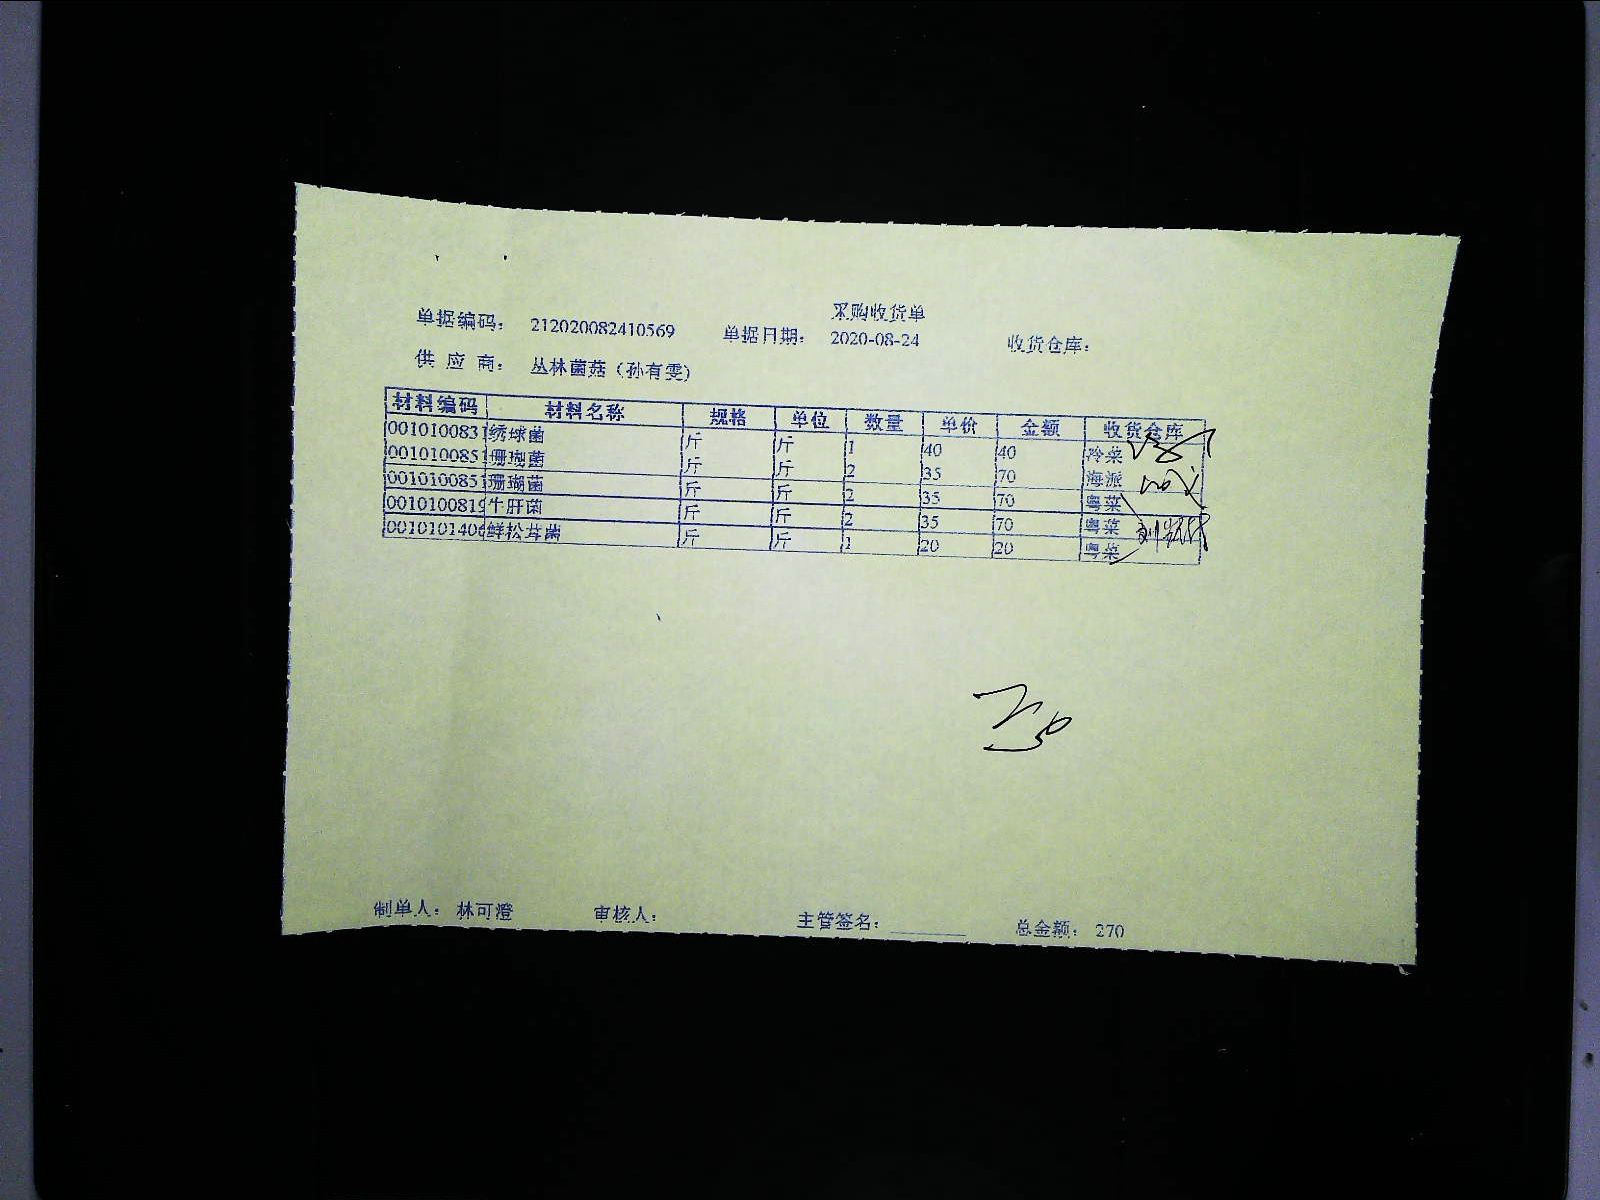 采购收货单
单据编码： 212020082410569 单据日期： 2020-08-24 收货仓库：
供 应 商： 丛林菌菇（孙有雯）
材料编码 材料名称 规格 单位 数量 单价 金额 收货仓库
0010100831 绣球菌 斤 斤 1 40 40 冷菜
0010100851 珊瑚菌 斤 斤 2 35 70 海派
0010100851 珊瑚菌 斤 斤 2 35 70 粤菜
0010100819 牛肝菌 斤 斤 2 35 70 粤菜
0010101406 鲜松茸菌 斤 斤 1 20 20 粤菜
制单人： 林可澄 审核人： 主管签名： 总金额： 270